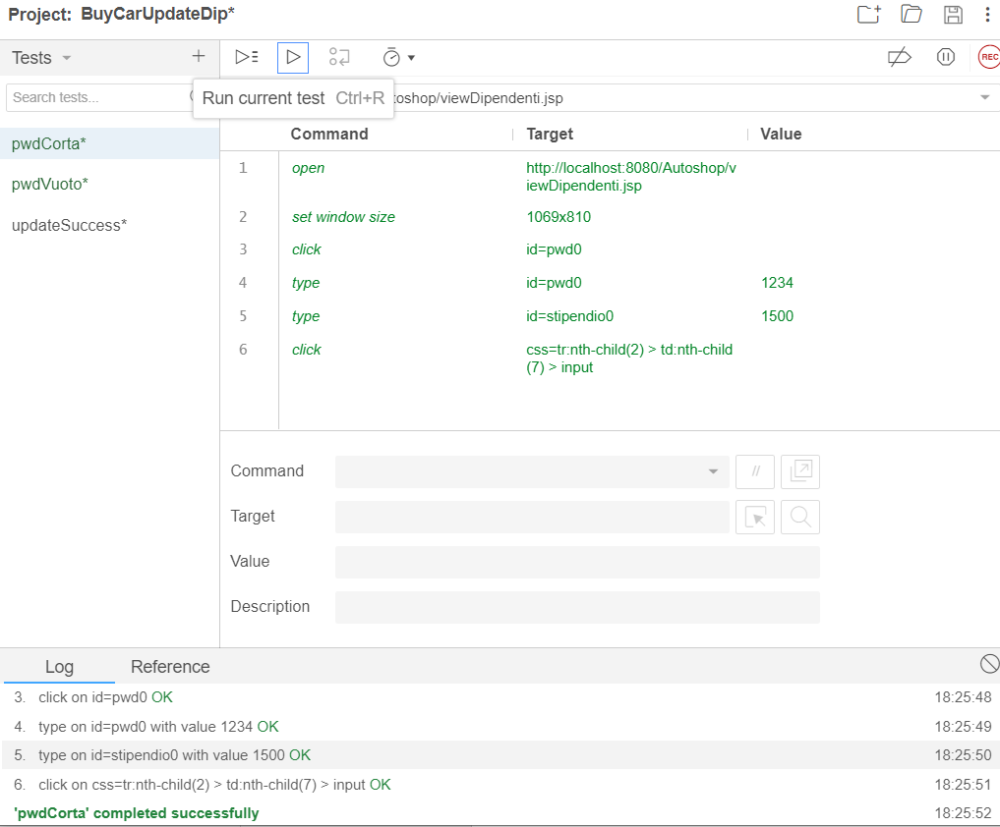 Project: BuyCarUpdateDip*
Tests
Run current test Ctrl+R
REC
Search tests...
toshop/viewDipendenti.jsp
Command Target Value
pwdCorta*
pwdVuoto*
updateSuccess*
1 open http://localhost:8080/Autoshop/v
iewDipendenti.jsp
2 set window size 1069x810
3 click id=pwd0
4 type id=pwd0 1234
5 type id=stipendio0 1500
6 click css=tr:nth-child(2) > td:nth-child
(7) > input
Command //
Target
Value
Description
Log Reference
3. click on id=pwd0 OK 18:25:48
4. type on id=pwd0 with value 1234 OK 18:25:49
5. type on id=stipendio0 with value 1500 OK 18:25:50
6. click on css=tr:nth-child(2) > td:nth-child(7) > input OK 18:25:51
'pwdCorta' completed successfully 18:25:52